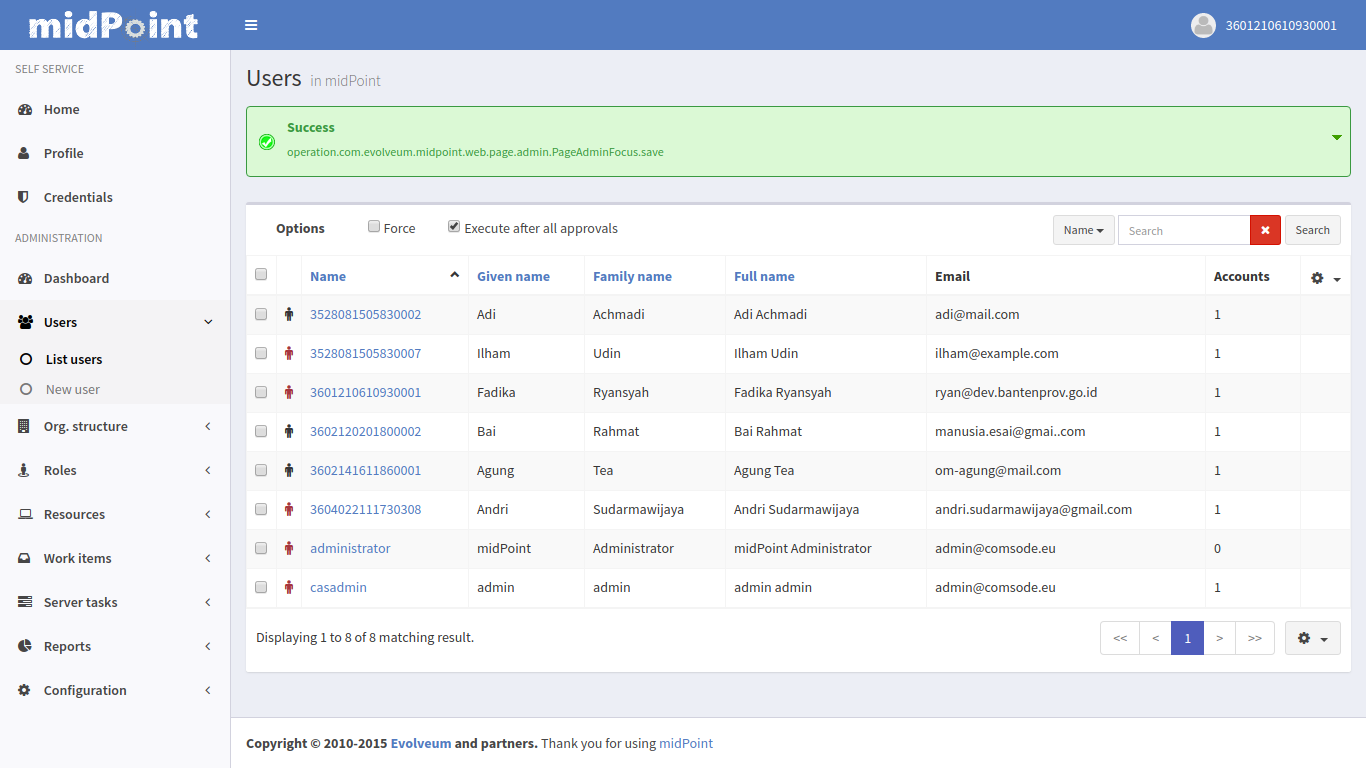 midPoint
3601210610930001
SELF SERVICE
Home
Profile
Credentials
ADMINISTRATION
Dashboard
Users
List users
New user
Org. structure
Roles
Resources
Work items
Server tasks
Reports
Configuration
Users in midPoint
Success
operation.com.evolveum.midpoint.web.page.admin.PageAdminFocus.save
Options Force Execute after all approvals Name Search Search
Name Given name Family name Full name Email Accounts
3528081505830002 Adi Achmadi Adi Achmadi adi@mail.com 1
3528081505830007 Ilham Udin Ilham Udin ilham@example.com 1
3601210610930001 Fadika Ryansyah Fadika Ryansyah ryan@dev.bantenprov.go.id 1
3602120201800002 Bai Rahmat Bai Rahmat manusia.esai@gmai..com 1
3602141611860001 Agung Tea Agung Tea om-agung@mail.com 1
3604022111730308 Andri Sudarmawijaya Andri Sudarmawijaya andri.sudarmawijaya@gmail.com 1
administrator midPoint Administrator midPoint Administrator admin@comsode.eu 0
casadmin admin admin admin admin admin@comsode.eu 1
Displaying 1 to 8 of 8 matching result. << < 1 > >>
Copyright © 2010-2015 Evolveum and partners. Thank you for using midPoint